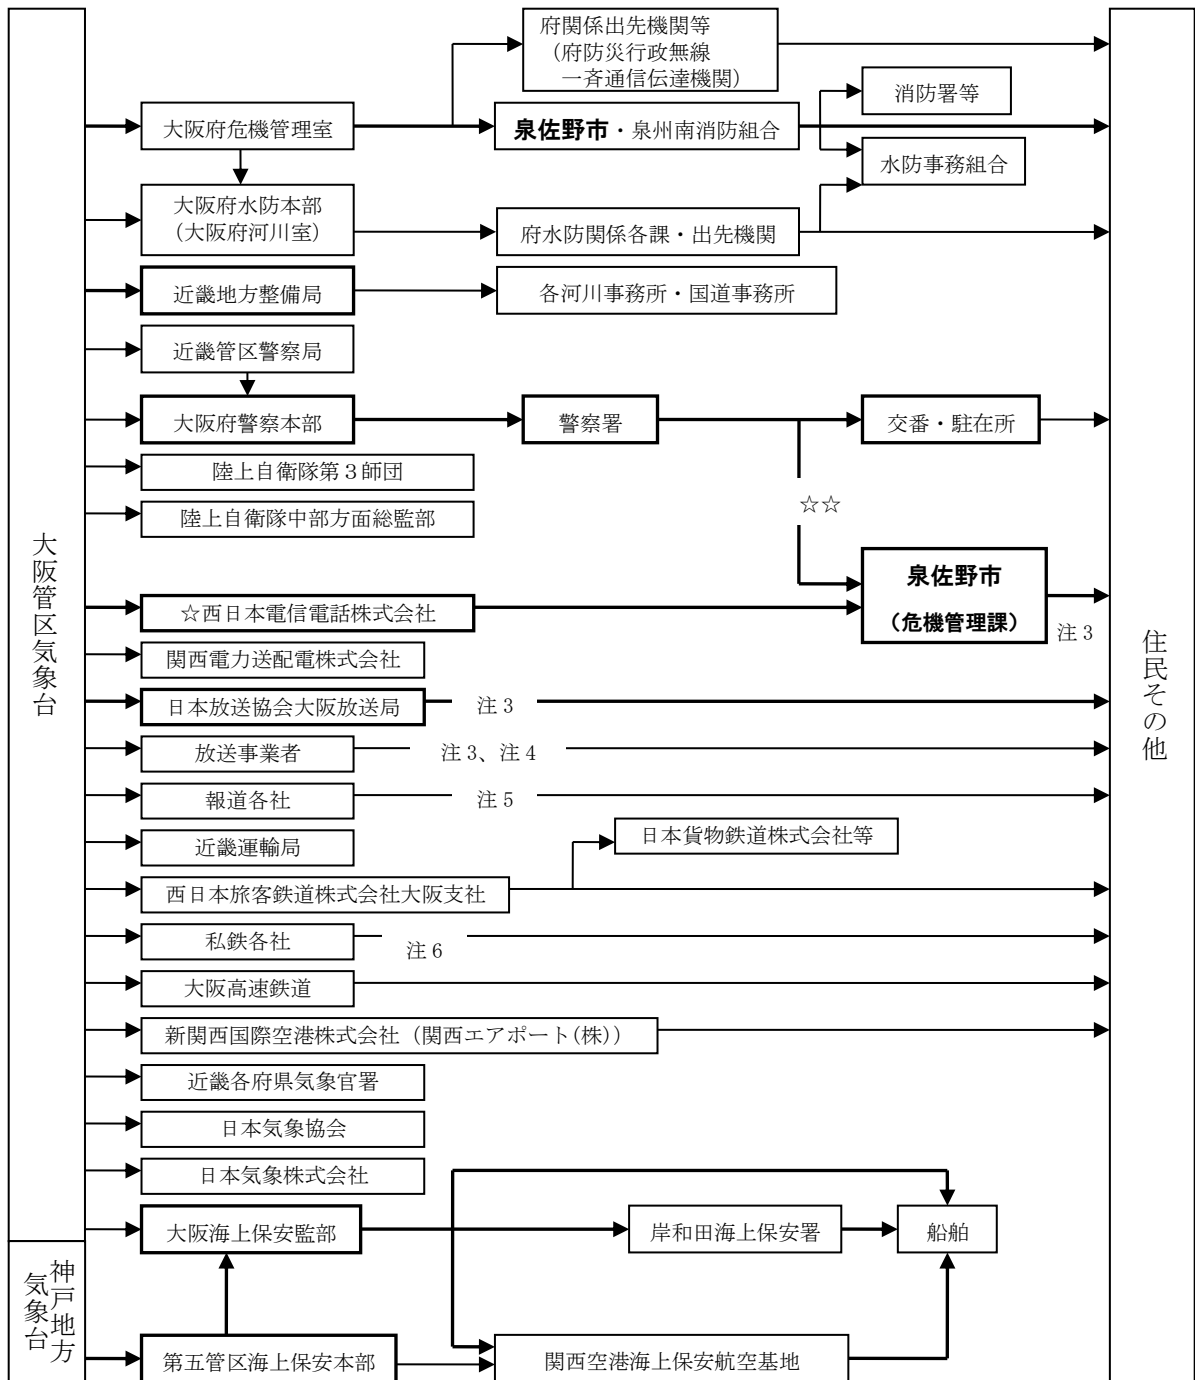 府関係出先機関等
（府防災行政無線
一斉通信伝達機関）
消防署等
大阪府危機管理室
泉佐野市・泉州南消防組合
水防事務組合
大阪府水防本部
（大阪府河川室）
府水防関係各課・出先機関
近畿地方整備局
各河川事務所・国道事務所
近畿管区警察局
大阪府警察本部
警察署
交番・駐在所
陸上自衛隊第３師団
☆☆
陸上自衛隊中部方面総監部
大阪管区気象台
泉佐野市
（危機管理課）
☆西日本電信電話株式会社
注３
住民その他
関西電力送配電株式会社
日本放送協会大阪放送局
注３
放送事業者
注３、注４
報道各社
注５
近畿運輸局
日本貨物鉄道株式会社等
西日本旅客鉄道株式会社大阪支社
私鉄各社
注６
大阪高速鉄道
新関西国際空港株式会社（関西エアポート(株)）
近畿各府県気象官署
日本気象協会
日本気象株式会社
大阪海上保安監部
岸和田海上保安署
船舶
神戸地方
気象台
第五管区海上保安本部
関西空港海上保安航空基地